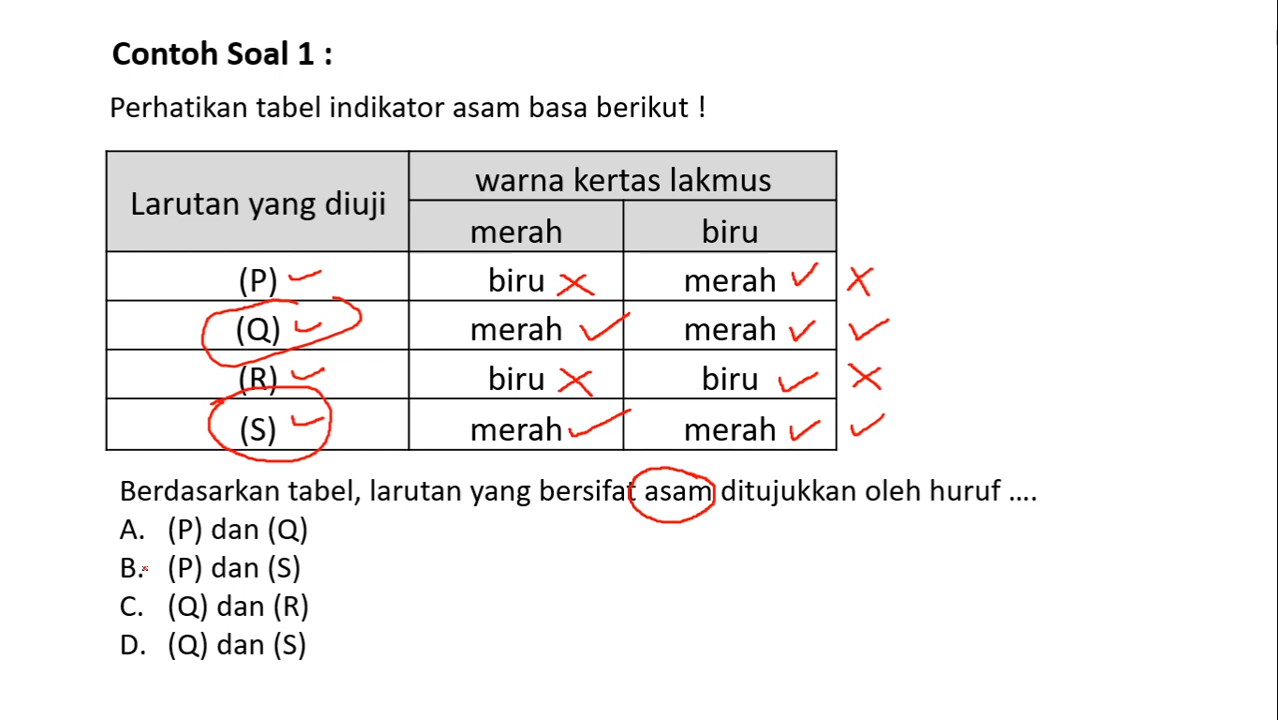 Contoh Soal 1 :
Perhatikan tabel indikator asam basa berikut !
Larutan yang diuji
warna kertas lakmus
merah biru
(P) biru merah
(Q) merah merah
(R) biru biru
(S) merah merah
Berdasarkan tabel, larutan yang bersifat asam ditujukkan oleh huruf ....
A. (P) dan (Q)
B. (P) dan (S)
C. (Q) dan (R)
D. (Q) dan (S)